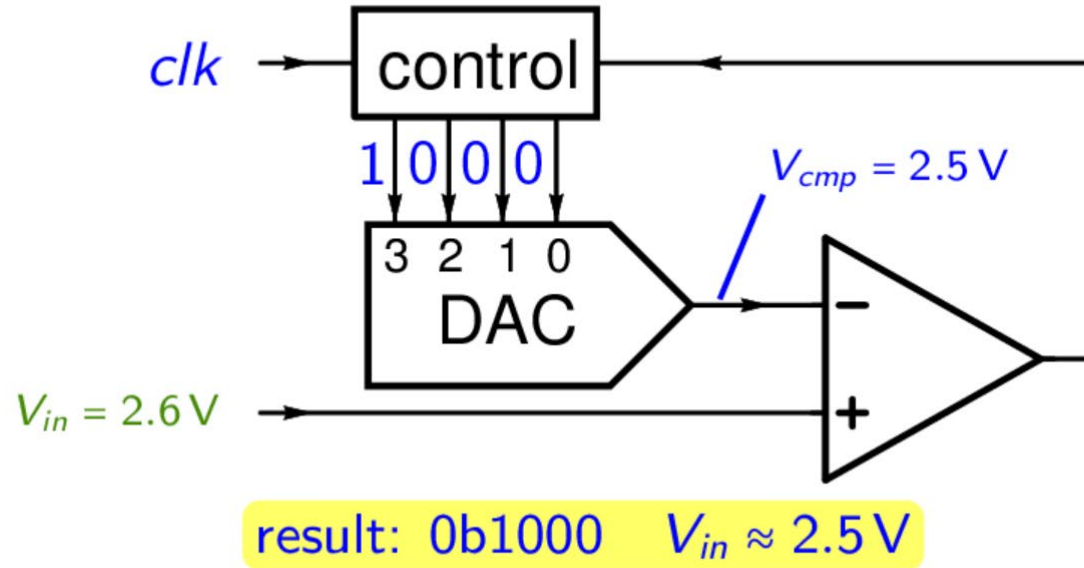 clk
control
1 0 0 0
V_cmp = 2.5 V
3 2 1 0
DAC
−
V_in = 2.6 V
+
result: 0b1000 V_in ≈ 2.5 V